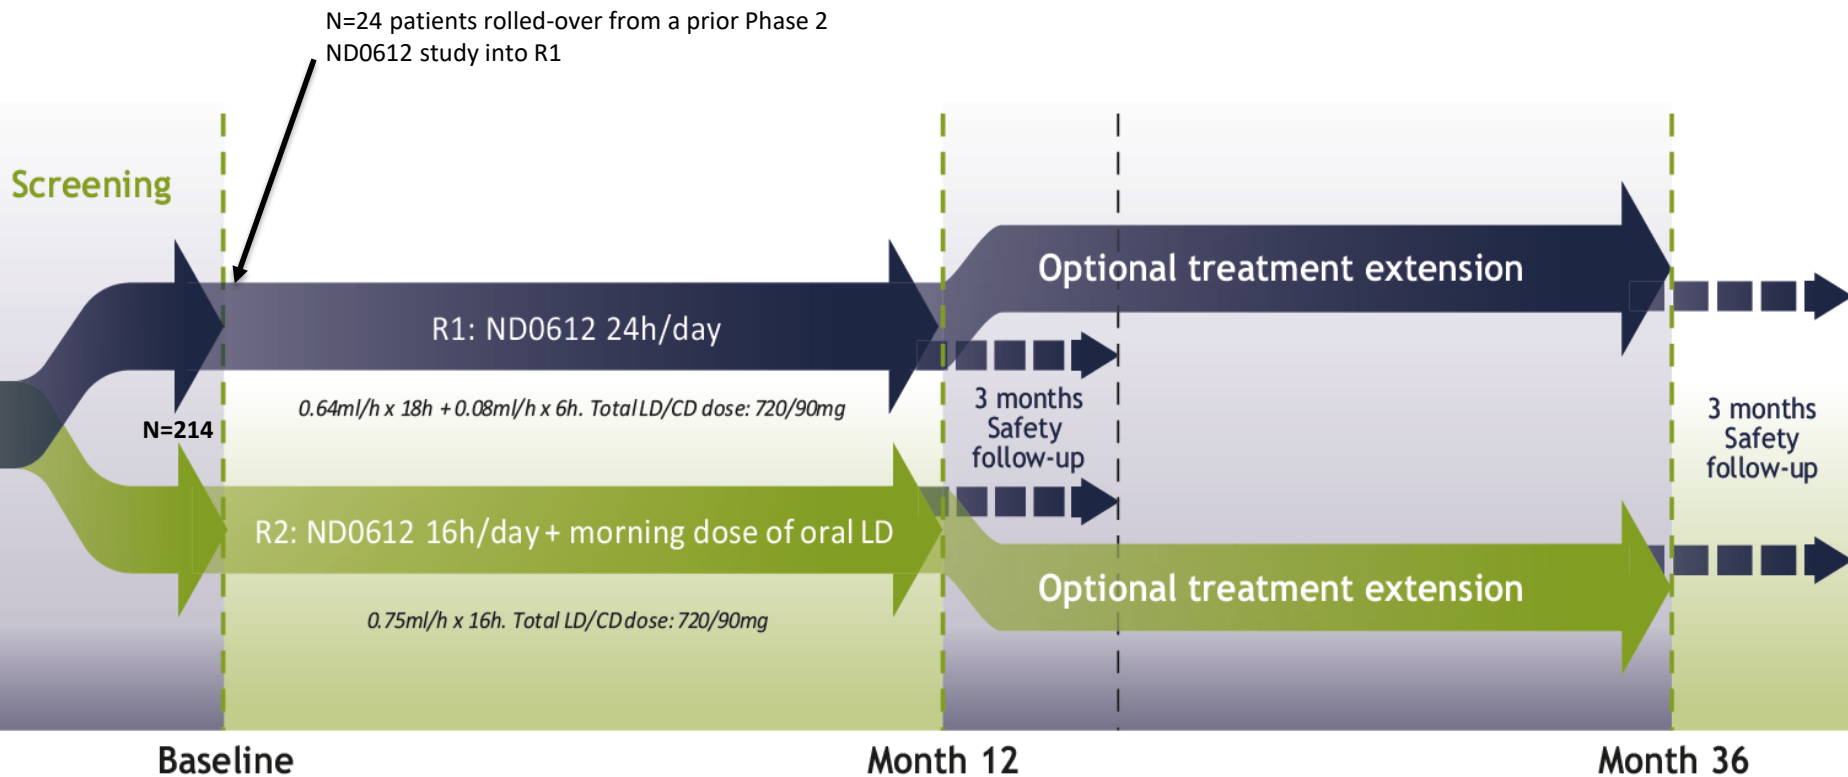 N=24 patients rolled-over from a prior Phase 2
ND0612 study into R1
Screening
Optional treatment extension
R1: ND0612 24h/day
0.64ml/h x 18h + 0.08ml/h x 6h. Total LD/CD dose: 720/90mg
N=214
3 months
Safety
follow-up
3 months
Safety
follow-up
R2: ND0612 16h/day + morning dose of oral LD
Optional treatment extension
0.75ml/h x 16h. Total LD/CD dose: 720/90mg
Baseline
Month 12
Month 36